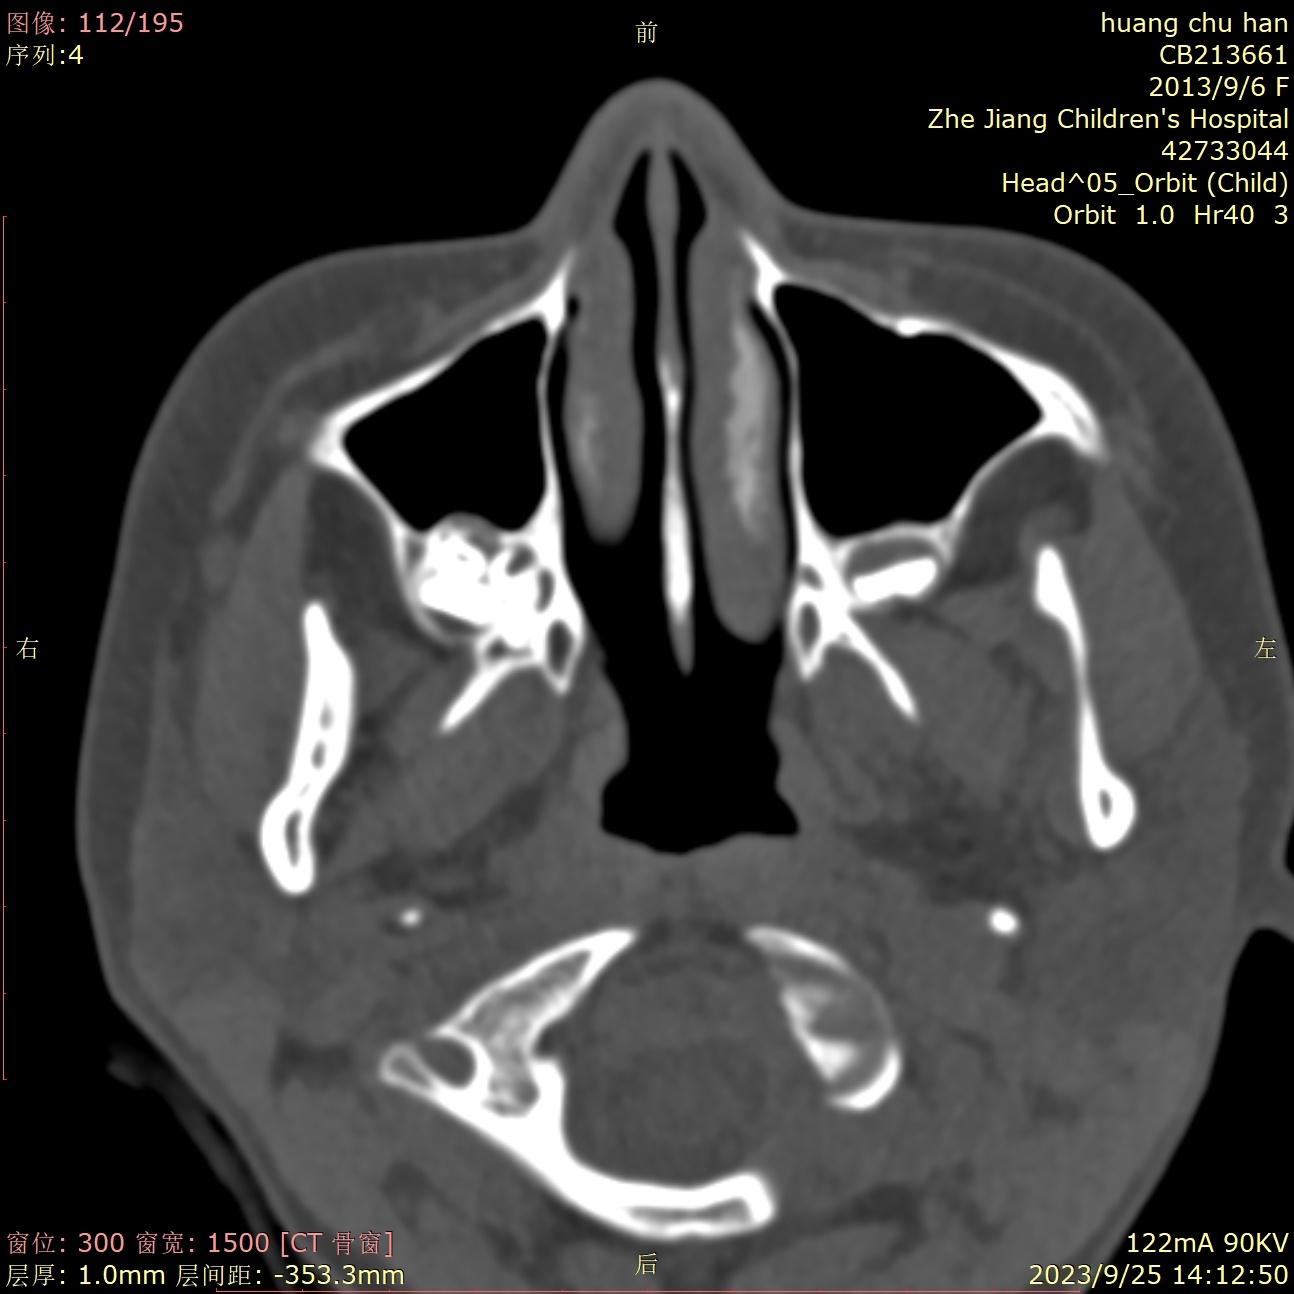 图像: 112/195
序列:4
前
huang chu han
CB213661
2013/9/6 F
Zhe Jiang Children's Hospital
42733044
Head^05_Orbit (Child)
Orbit 1.0 Hr40 3
右
左
窗位: 300 窗宽: 1500 [CT 骨窗]
层厚: 1.0mm 层间距: -353.3mm
后
122mA 90KV
2023/9/25 14:12:50